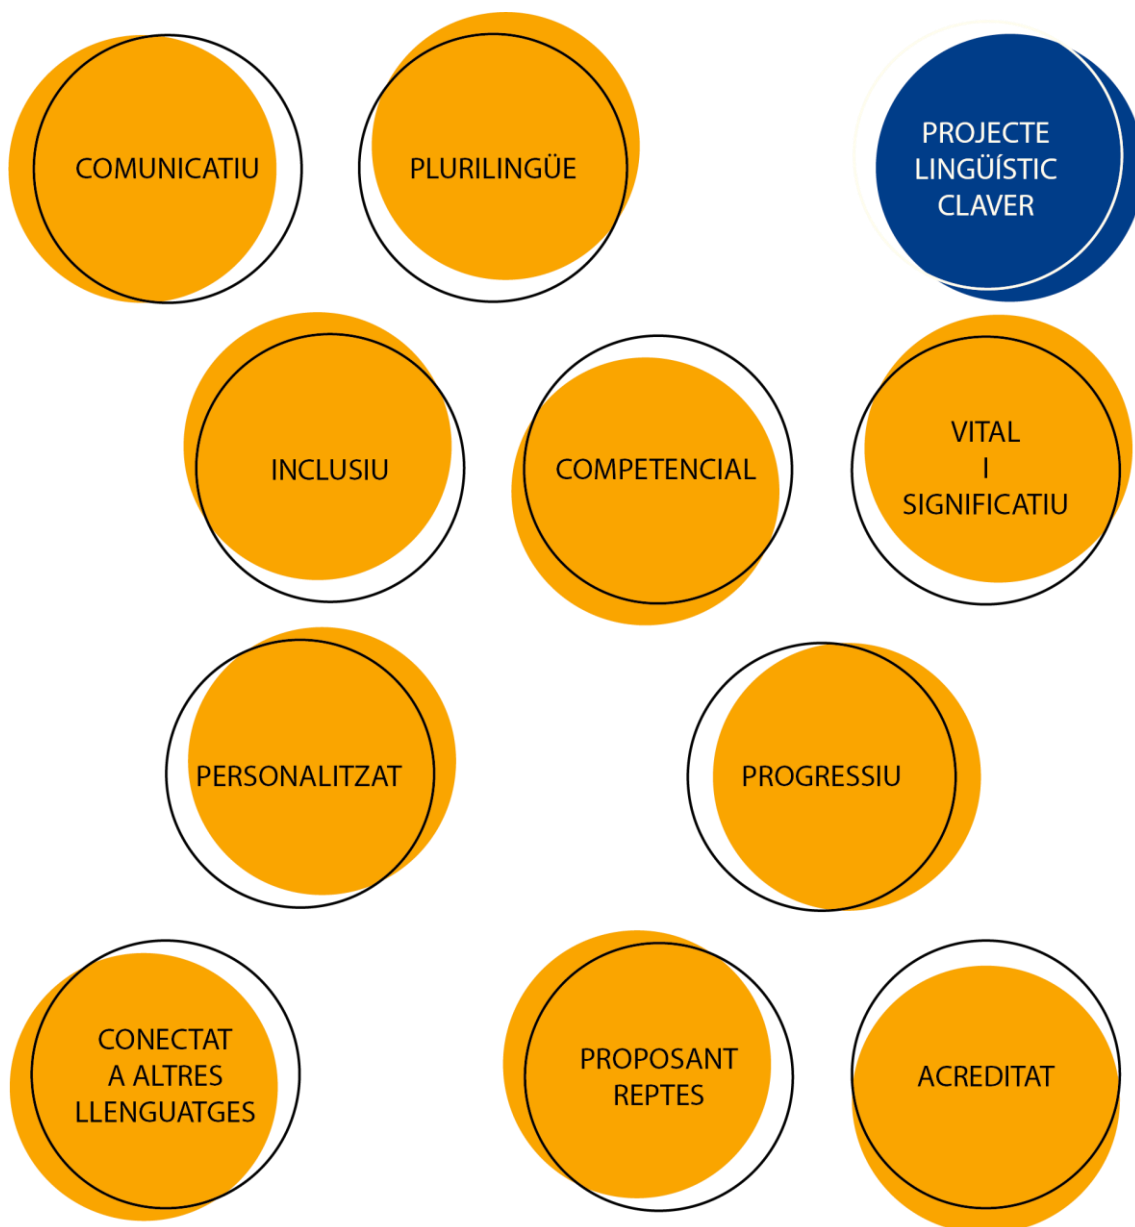 COMUNICATIU
PLURILINGÜE
PROJECTE
LINGÜÍSTIC
CLAVER
INCLUSIU
COMPETENCIAL
VITAL
I
SIGNIFICATIU
PERSONALITZAT
PROGRESSIU
CONECTAT
A ALTRES
LLENGUATGES
PROPOSANT
REPTES
ACREDITAT